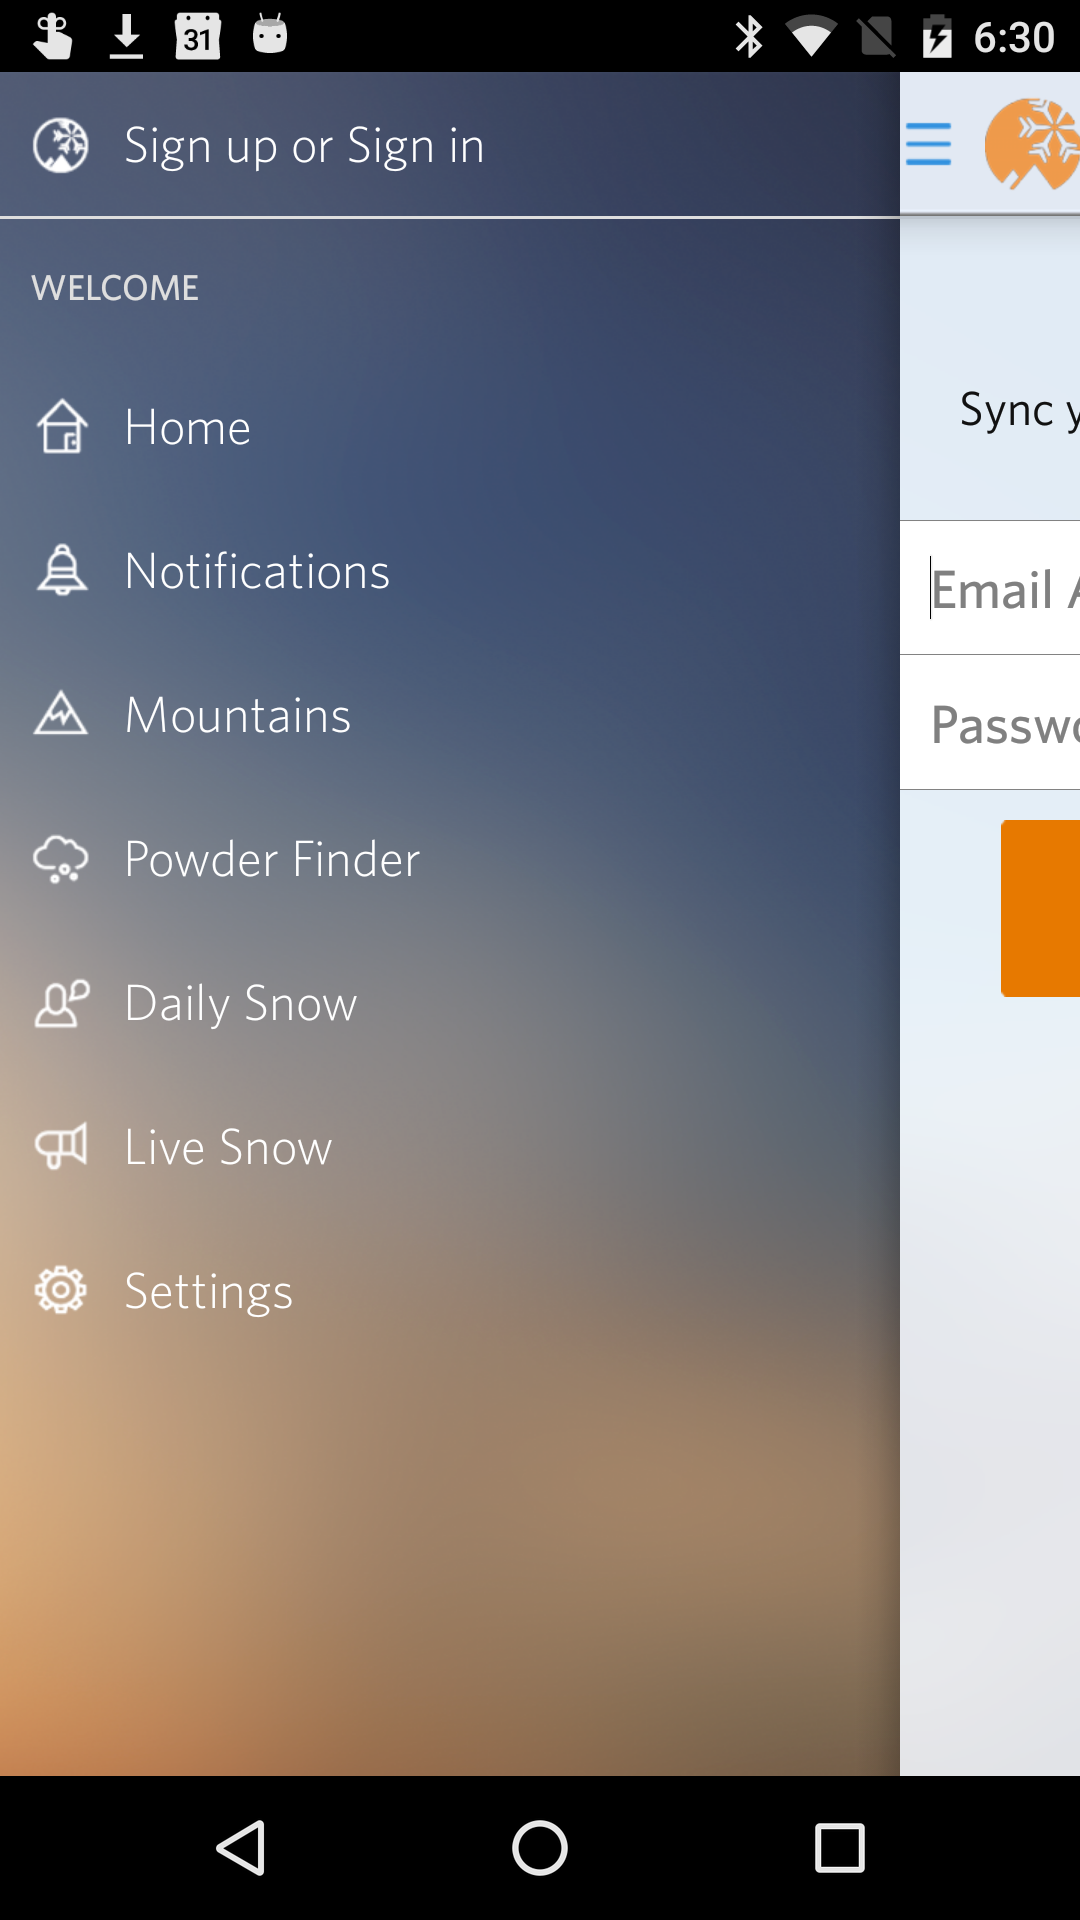 31
6:30
Sign up or Sign in
WELCOME
Home
Notifications
Mountains
Powder Finder
Daily Snow
Live Snow
Settings
Sync
Email